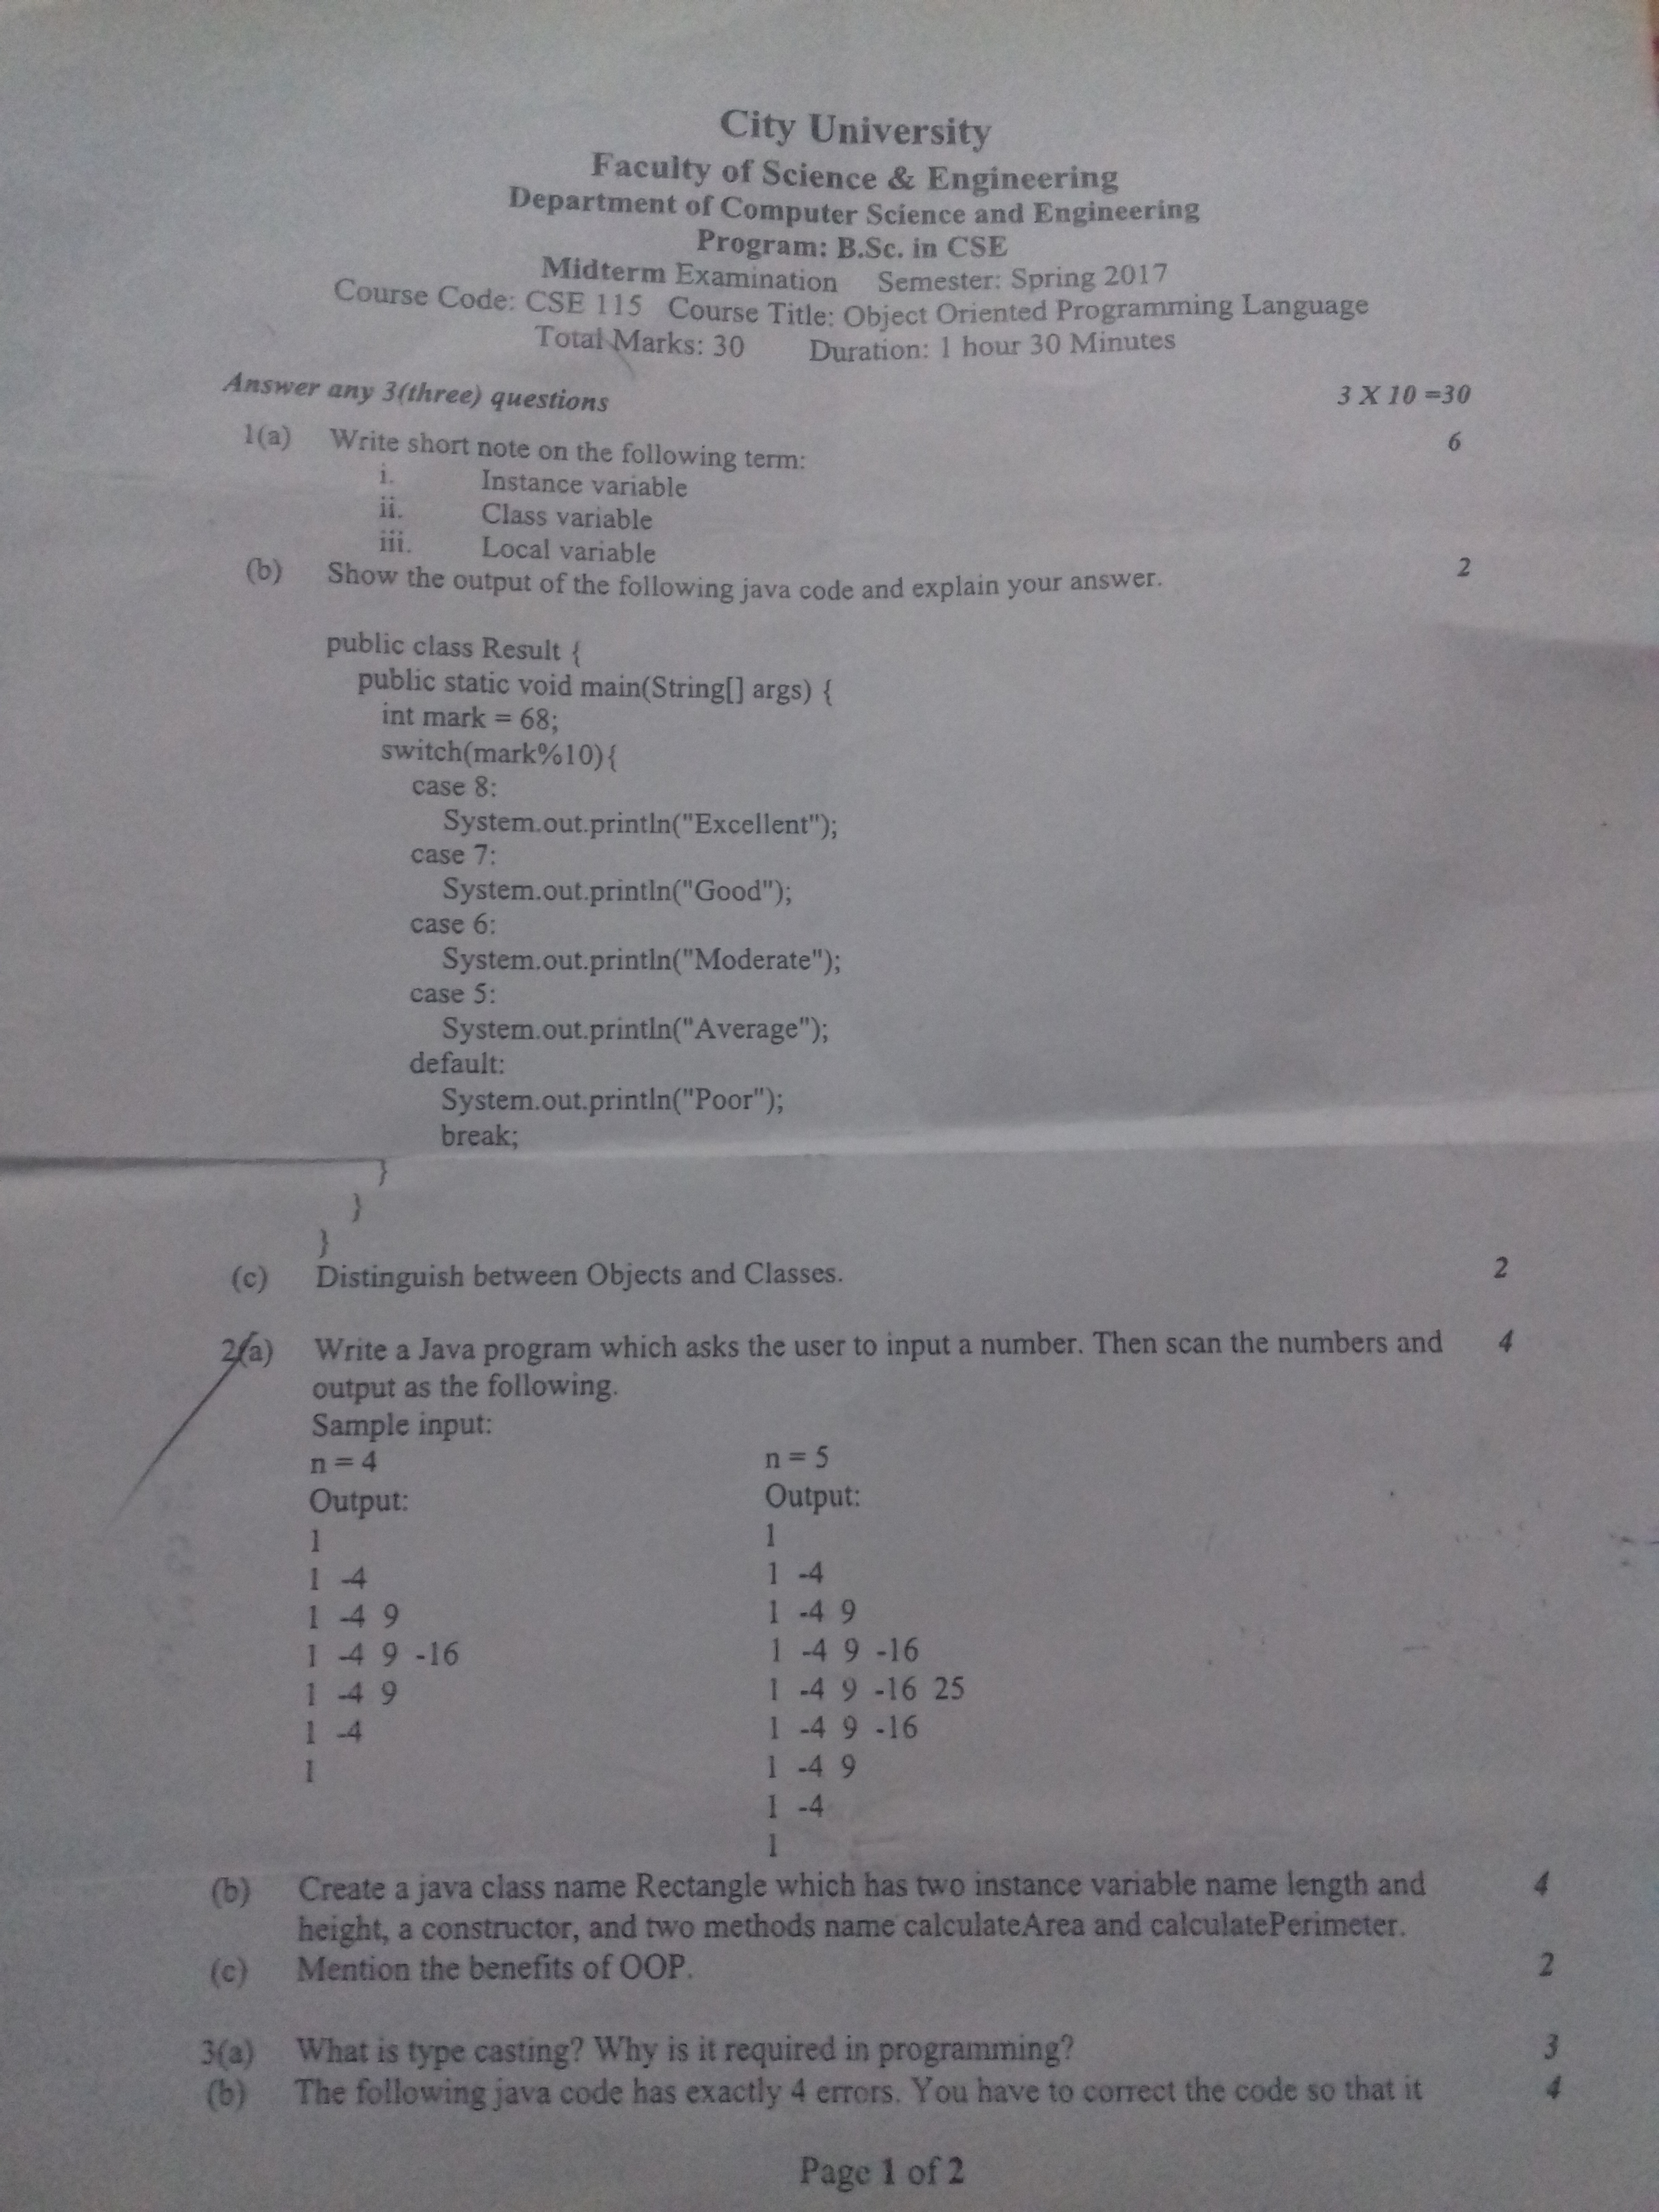 City University
Faculty of Science & Engineering
Department of Computer Science and Engineering
Program: B.Sc. in CSE
Midterm Examination Semester: Spring 2017
Course Code: CSE 115 Course Title: Object Oriented Programming Language
Total Marks: 30 Duration: 1 hour 30 Minutes
Answer any 3(three) questions 3 X 10 =30
1(a) Write short note on the following term: 6
i. Instance variable
ii. Class variable
iii. Local variable
(b) Show the output of the following java code and explain your answer. 2
public class Result {
public static void main(String[] args) {
int mark = 68;
switch(mark%10){
case 8:
System.out.println("Excellent");
case 7:
System.out.println("Good");
case 6:
System.out.println("Moderate");
case 5:
System.out.println("Average");
default:
System.out.println("Poor");
break;
}
}
}
(c) Distinguish between Objects and Classes. 2
2(a) Write a Java program which asks the user to input a number. Then scan the numbers and 4
output as the following.
Sample input:
n = 4 n = 5
Output: Output:
1 1
1 -4 1 -4
1 -4 9 1 -4 9
1 -4 9 -16 1 -4 9 -16
1 -4 9 1 -4 9 -16 25
1 -4 1 -4 9 -16
1 1 -4 9
1 -4
1
(b) Create a java class name Rectangle which has two instance variable name length and 4
height, a constructor, and two methods name calculateArea and calculatePerimeter.
(c) Mention the benefits of OOP. 2
3(a) What is type casting? Why is it required in programming? 3
(b) The following java code has exactly 4 errors. You have to correct the code so that it 4
Page 1 of 2